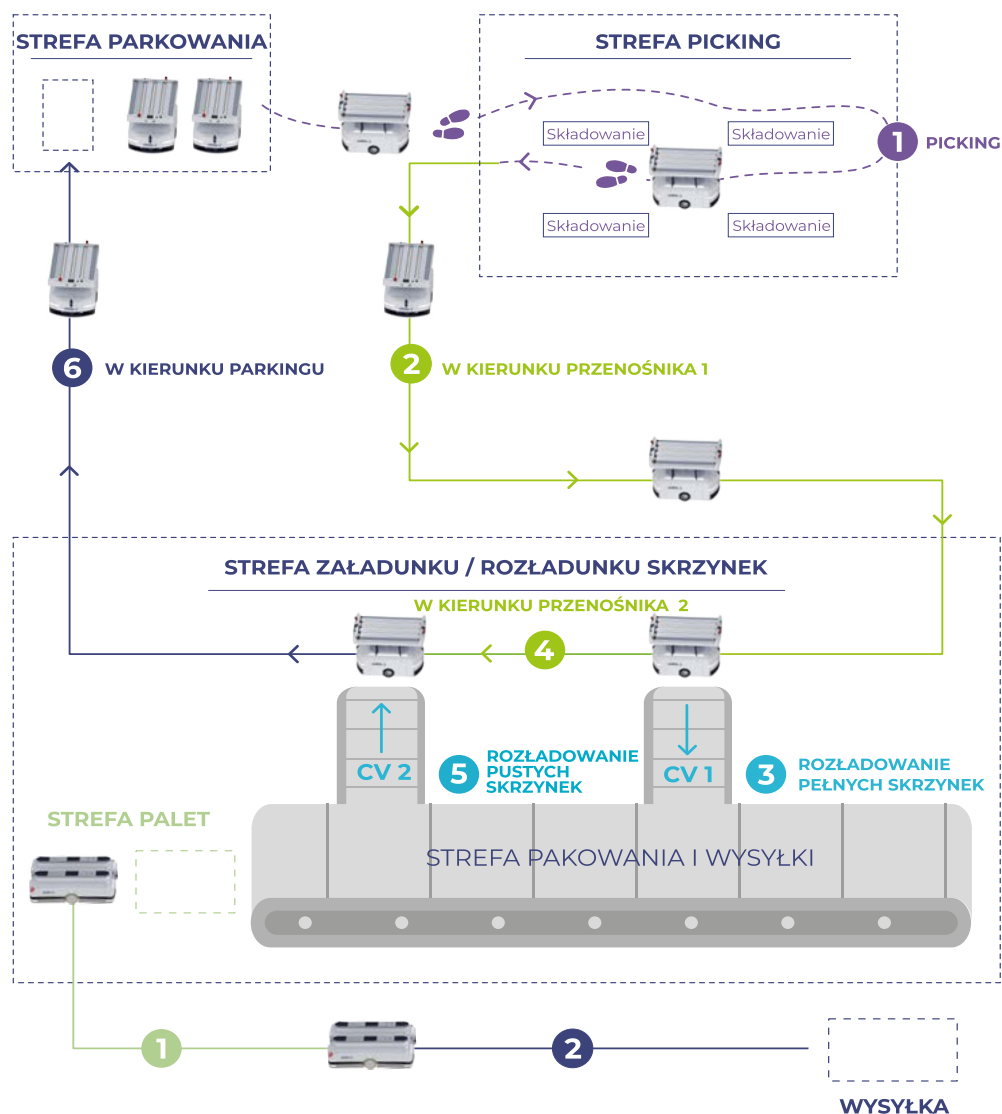 STREFA PARKOWANIA
STREFA PICKING
Składowanie
Składowanie
1
PICKING
Składowanie
Składowanie
6
W KIERUNKU PARKINGU
2
W KIERUNKU PRZENOŚNIKA 1
STREFA ZAŁADUNKU / ROZŁADUNKU SKRZYNEK
W KIERUNKU PRZENOŚNIKA 2
4
CV 2
5
ROZŁADOWANIE
PUSTYCH
SKRZYNEK
CV 1
3
ROZŁADOWANIE
PEŁNYCH SKRZYNEK
STREFA PALET
STREFA PAKOWANIA I WYSYŁKI
1
2
WYSYŁKA